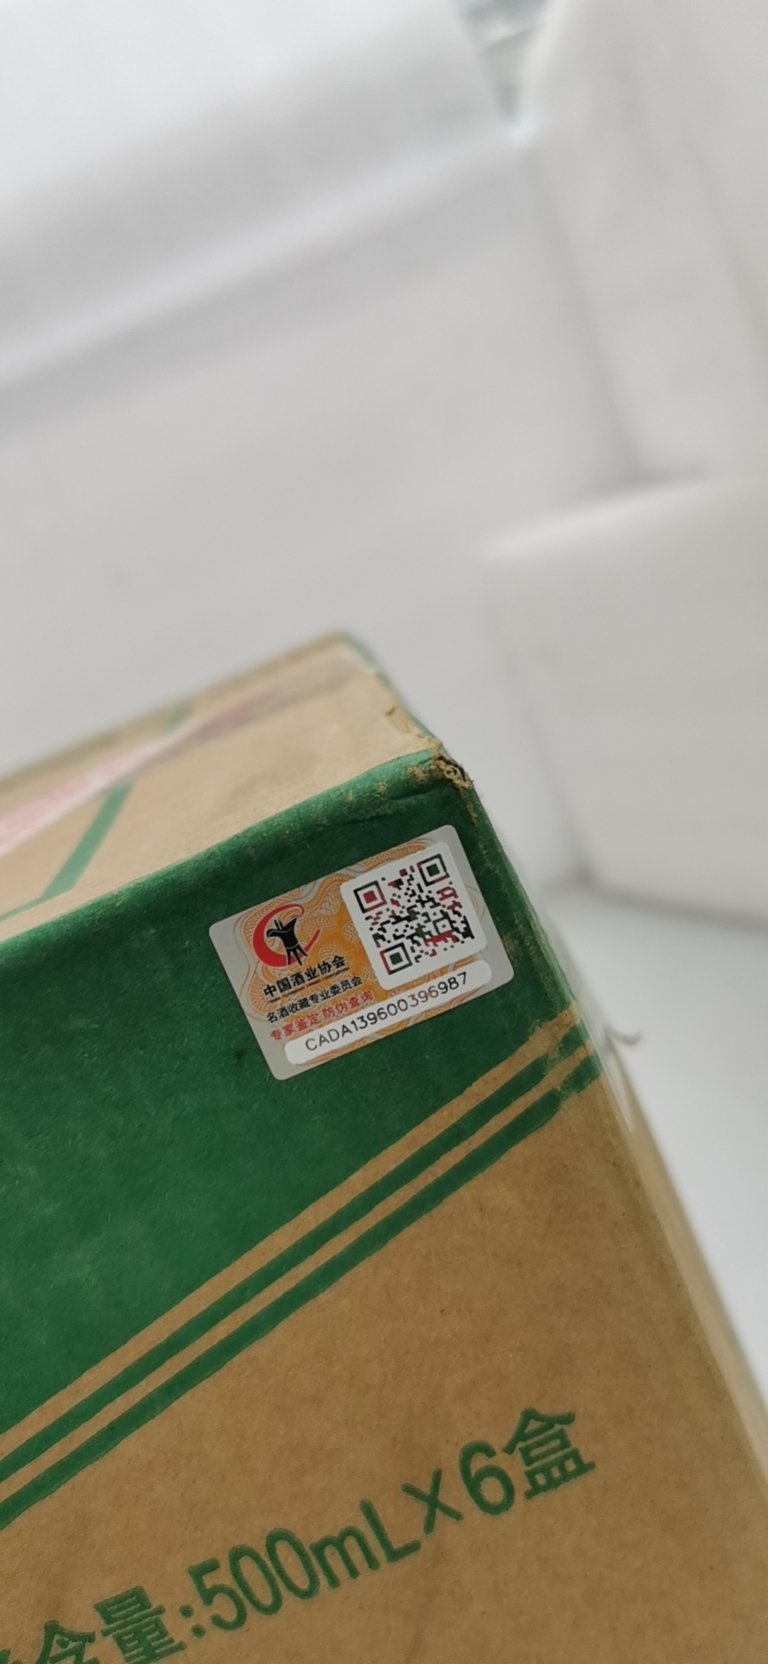 中国酒业协会
名酒收藏专业委员会
专家鉴定 防伪查询
CADA139600396987
含量:500mL×6盒